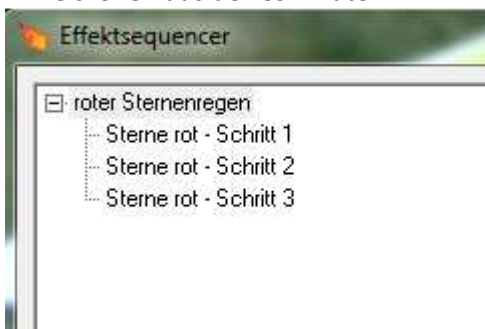 Effektsequencer
roter Sternenregen
Sterne rot - Schritt 1
Sterne rot - Schritt 2
Sterne rot - Schritt 3